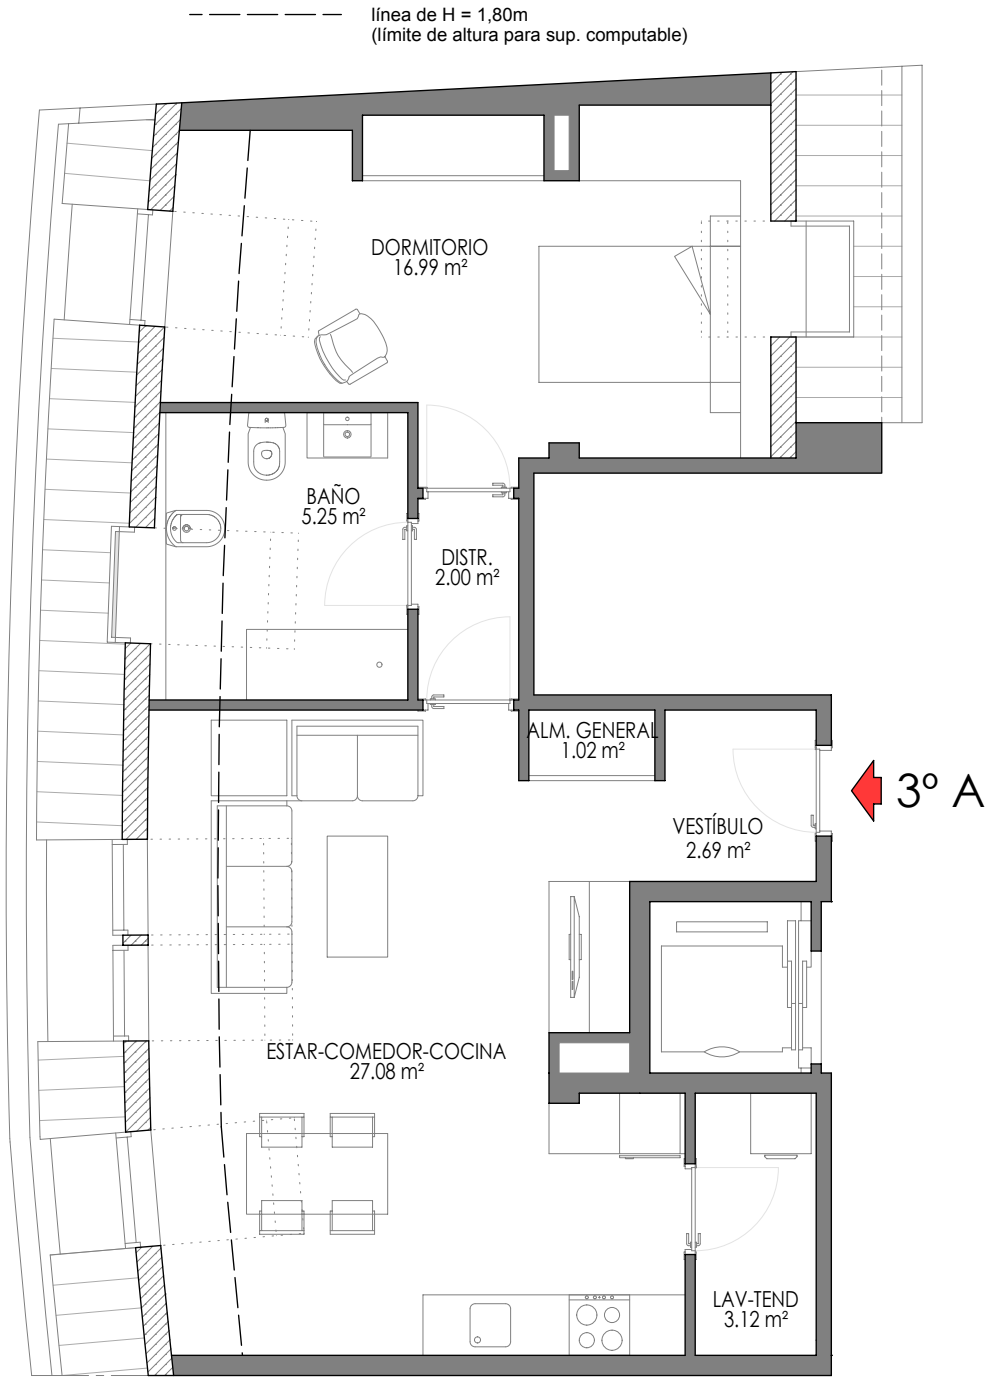 línea de H = 1,80m
(límite de altura para sup. computable)
DORMITORIO
16.99 m²
BAÑO
5.25 m²
DISTR.
2.00 m²
ALM. GENERAL
1.02 m²
3º A
VESTÍBULO
2.69 m²
ESTAR-COMEDOR-COCINA
27.08 m²
LAV-TEND
3.12 m²